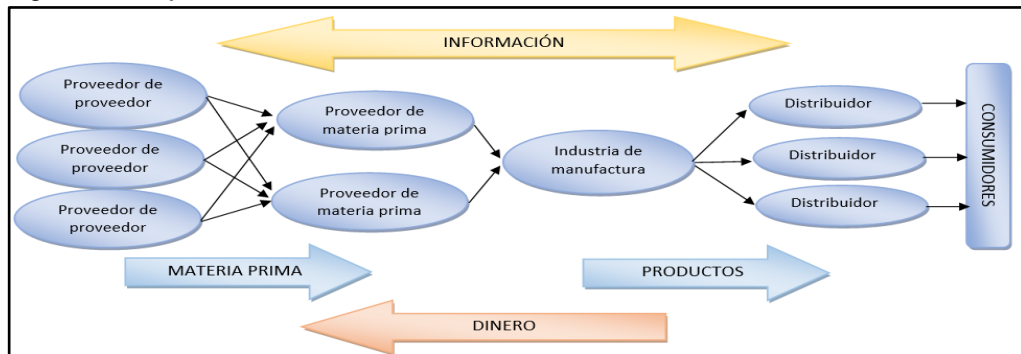 INFORMACIÓN
Proveedor de
proveedor
Proveedor de
proveedor
Proveedor de
proveedor
Proveedor de
materia prima
Proveedor de
materia prima
Industria de
manufactura
Distribuidor
Distribuidor
Distribuidor
CONSUMIDORES
MATERIA PRIMA
PRODUCTOS
DINERO